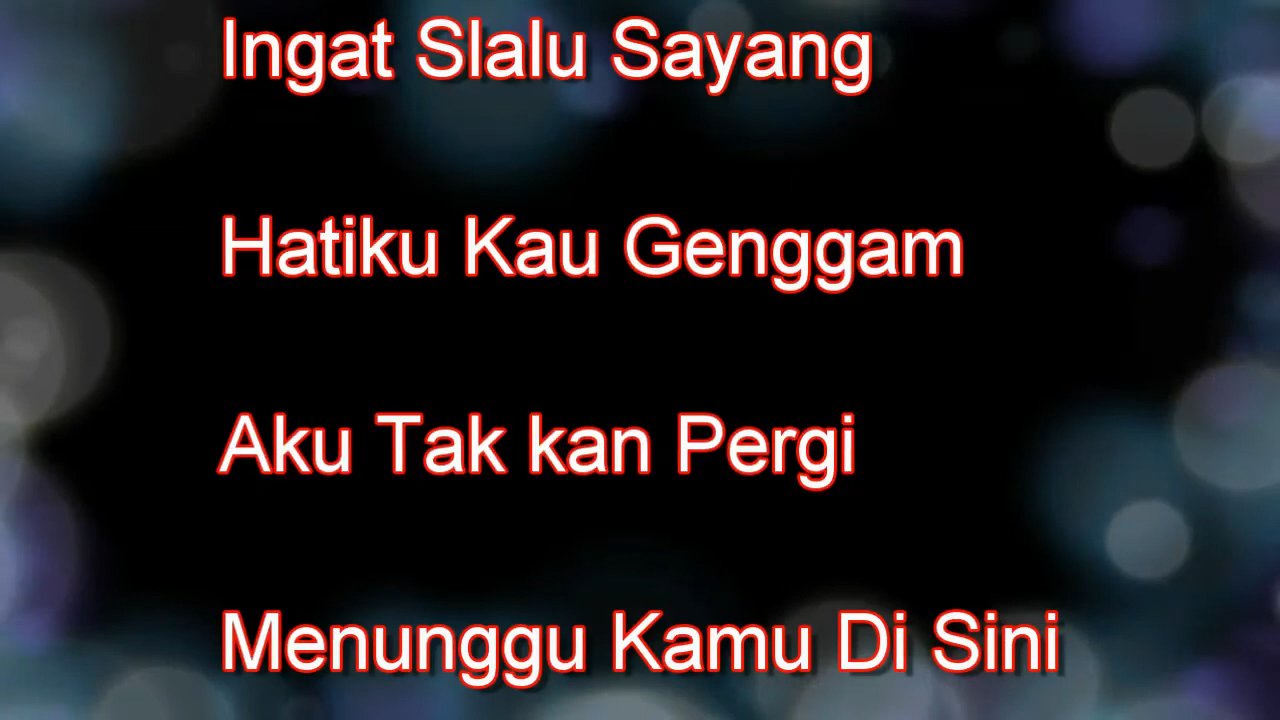 Ingat Slalu Sayang
Hatiku Kau Genggam
Aku Tak kan Pergi
Menunggu Kamu Di Sini